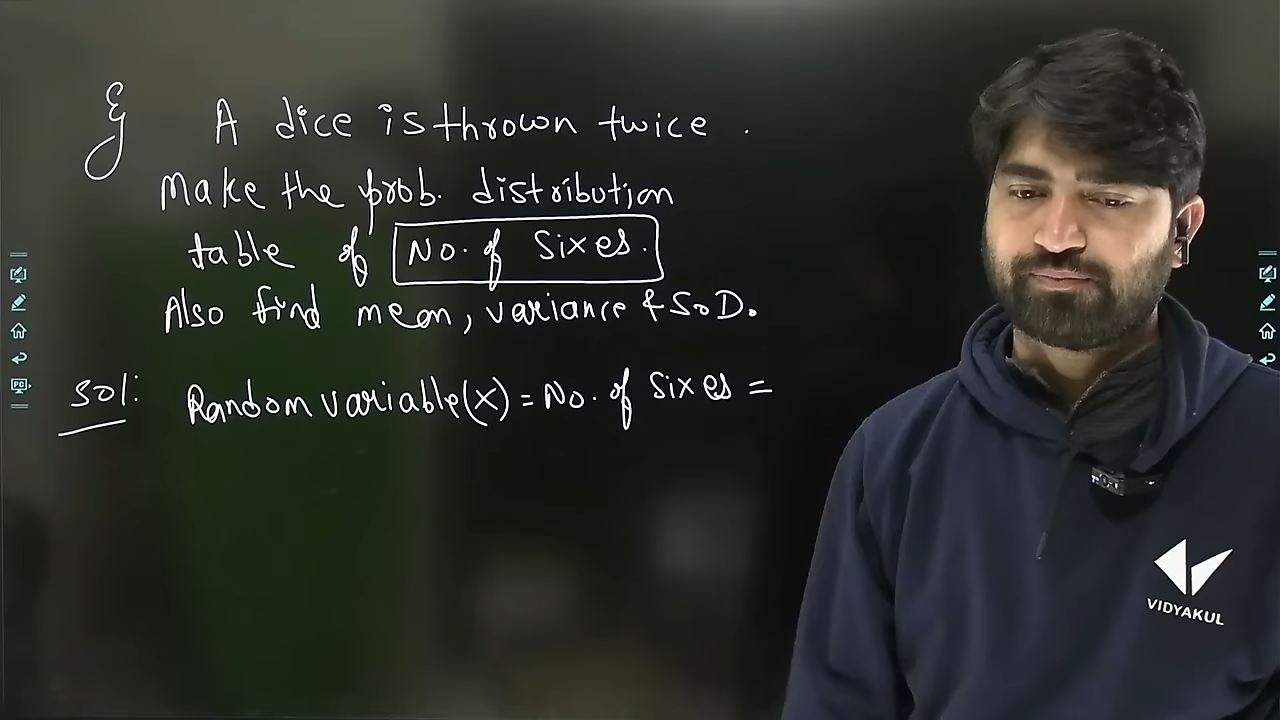 Eg A dice is thrown twice .
Make the prob. distribution
table of No. of Sixes.
Also find mean, variance & S.D.
Sol: Random variable(X) = No. of Sixes =
VIDYAKUL